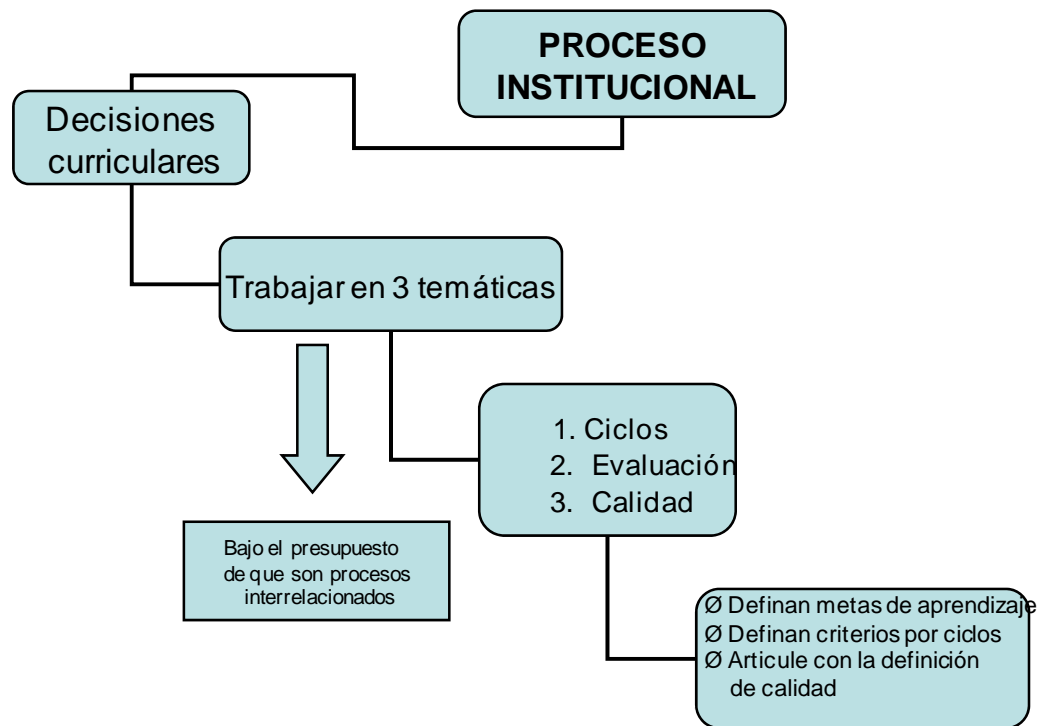 PROCESO
INSTITUCIONAL
Decisiones
curriculares
Trabajar en 3 temáticas
1. Ciclos
2. Evaluación
3. Calidad
Bajo el presupuesto
de que son procesos
interrelacionados
Ø Definan metas de aprendizaje
Ø Definan criterios por ciclos
Ø Articule con la definición
de calidad